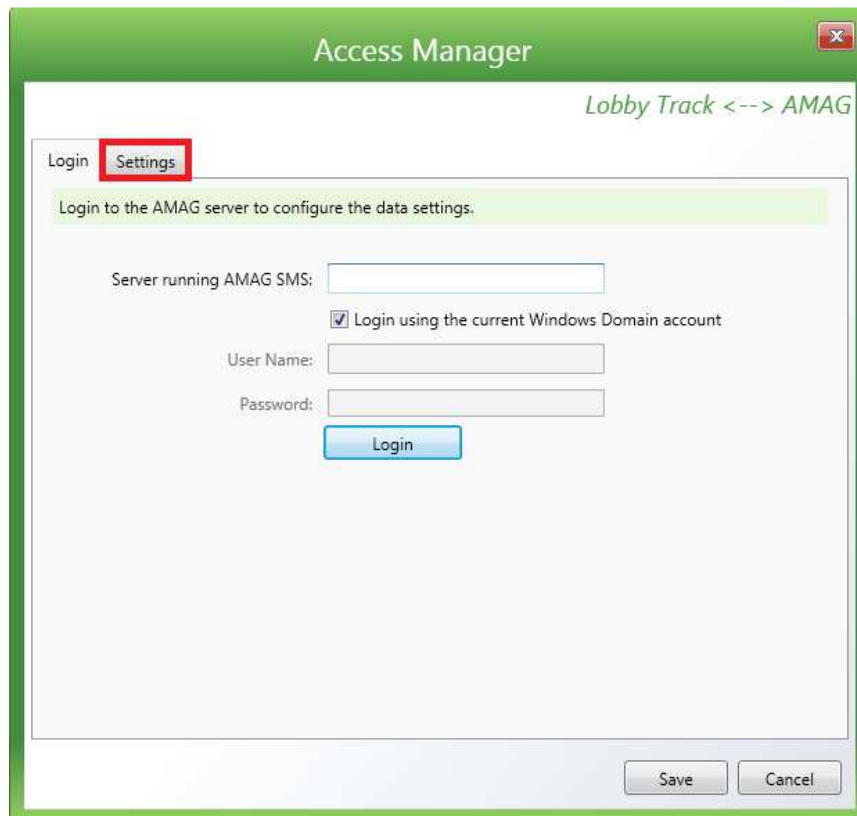 Access Manager
Lobby Track <--> AMAG
Login Settings
Login to the AMAG server to configure the data settings.
Server running AMAG SMS:
Login using the current Windows Domain account
User Name:
Password:
Login
Save Cancel